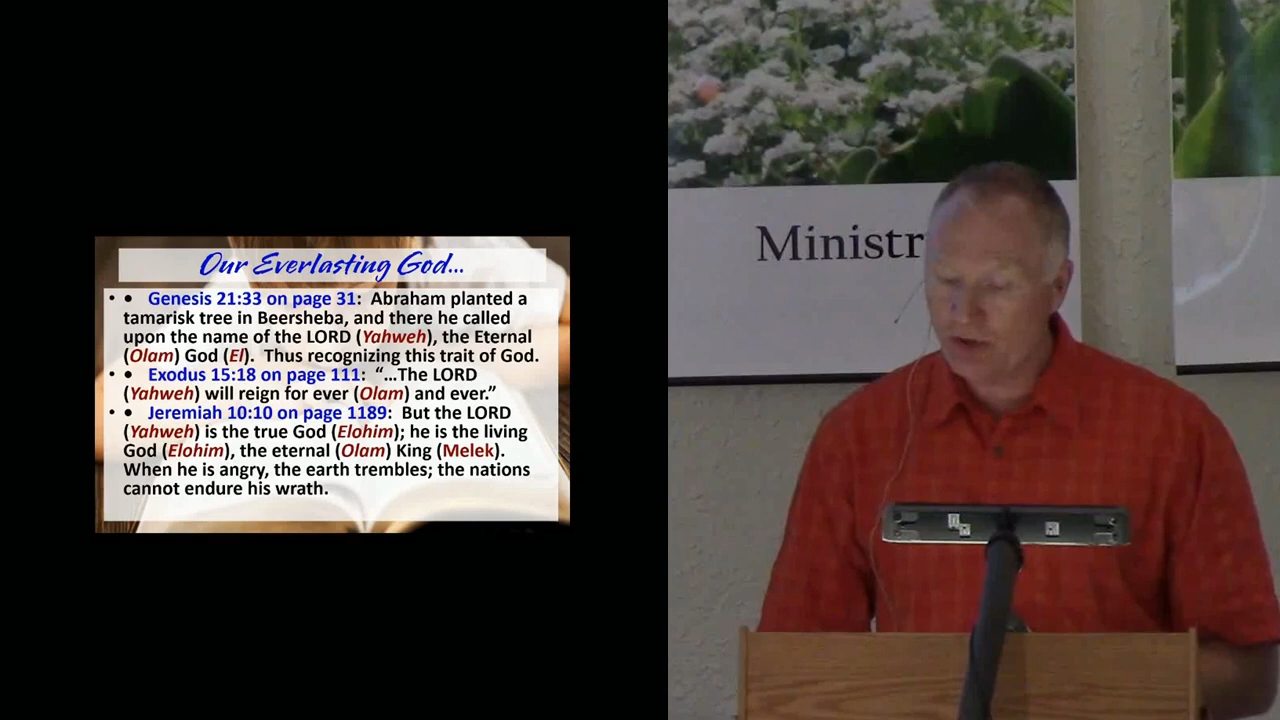 Our Everlasting God...
• • Genesis 21:33 on page 31: Abraham planted a
tamarisk tree in Beersheba, and there he called
upon the name of the LORD (Yahweh), the Eternal
(Olam) God (El). Thus recognizing this trait of God.
• • Exodus 15:18 on page 111: “…The LORD
(Yahweh) will reign for ever (Olam) and ever.”
• • Jeremiah 10:10 on page 1189: But the LORD
(Yahweh) is the true God (Elohim); he is the living
God (Elohim), the eternal (Olam) King (Melek).
When he is angry, the earth trembles; the nations
cannot endure his wrath.
Ministr